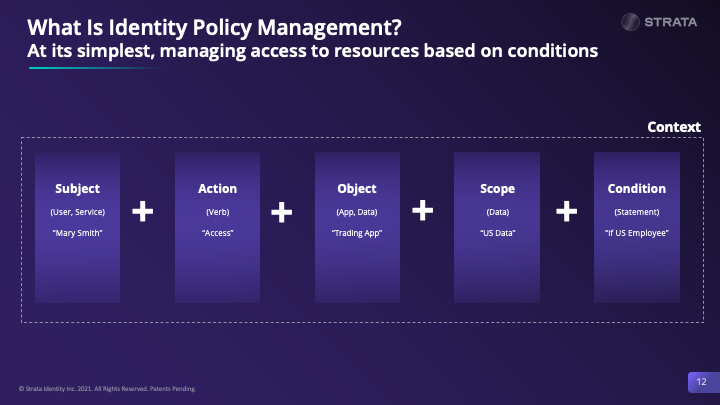 What Is Identity Policy Management?
At its simplest, managing access to resources based on conditions
STRATA
Context
Subject
(User, Service)
“Mary Smith”
+
Action
(Verb)
“Access”
+
Object
(App, Data)
“Trading App”
+
Scope
(Data)
“US Data”
+
Condition
(Statement)
“If US Employee”
© Strata Identity Inc. 2021. All Rights Reserved. Patents Pending.
12